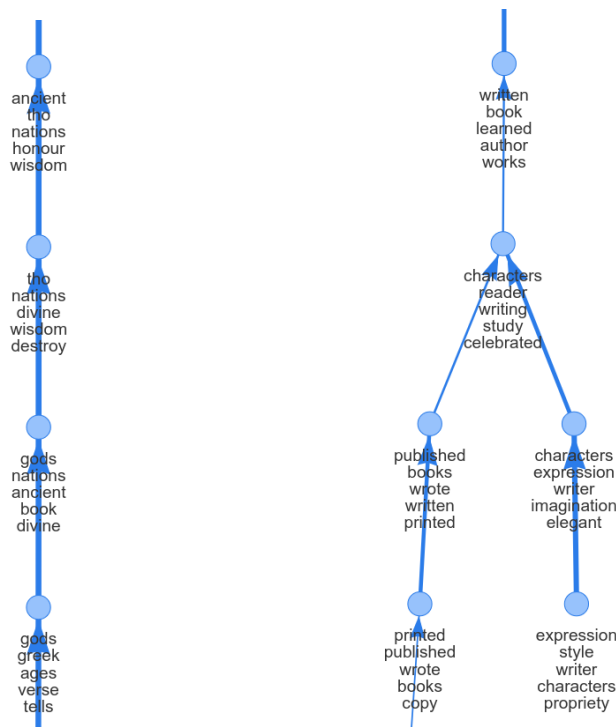 ancient
tho
nations
honour
wisdom
written
book
learned
author
works
tho
nations
divine
wisdom
destroy
characters
reader
writing
study
celebrated
gods
nations
ancient
book
divine
published
books
wrote
written
printed
characters
expression
writer
imagination
elegant
gods
greek
ages
verse
tells
printed
published
wrote
books
copy
expression
style
writer
characters
propriety